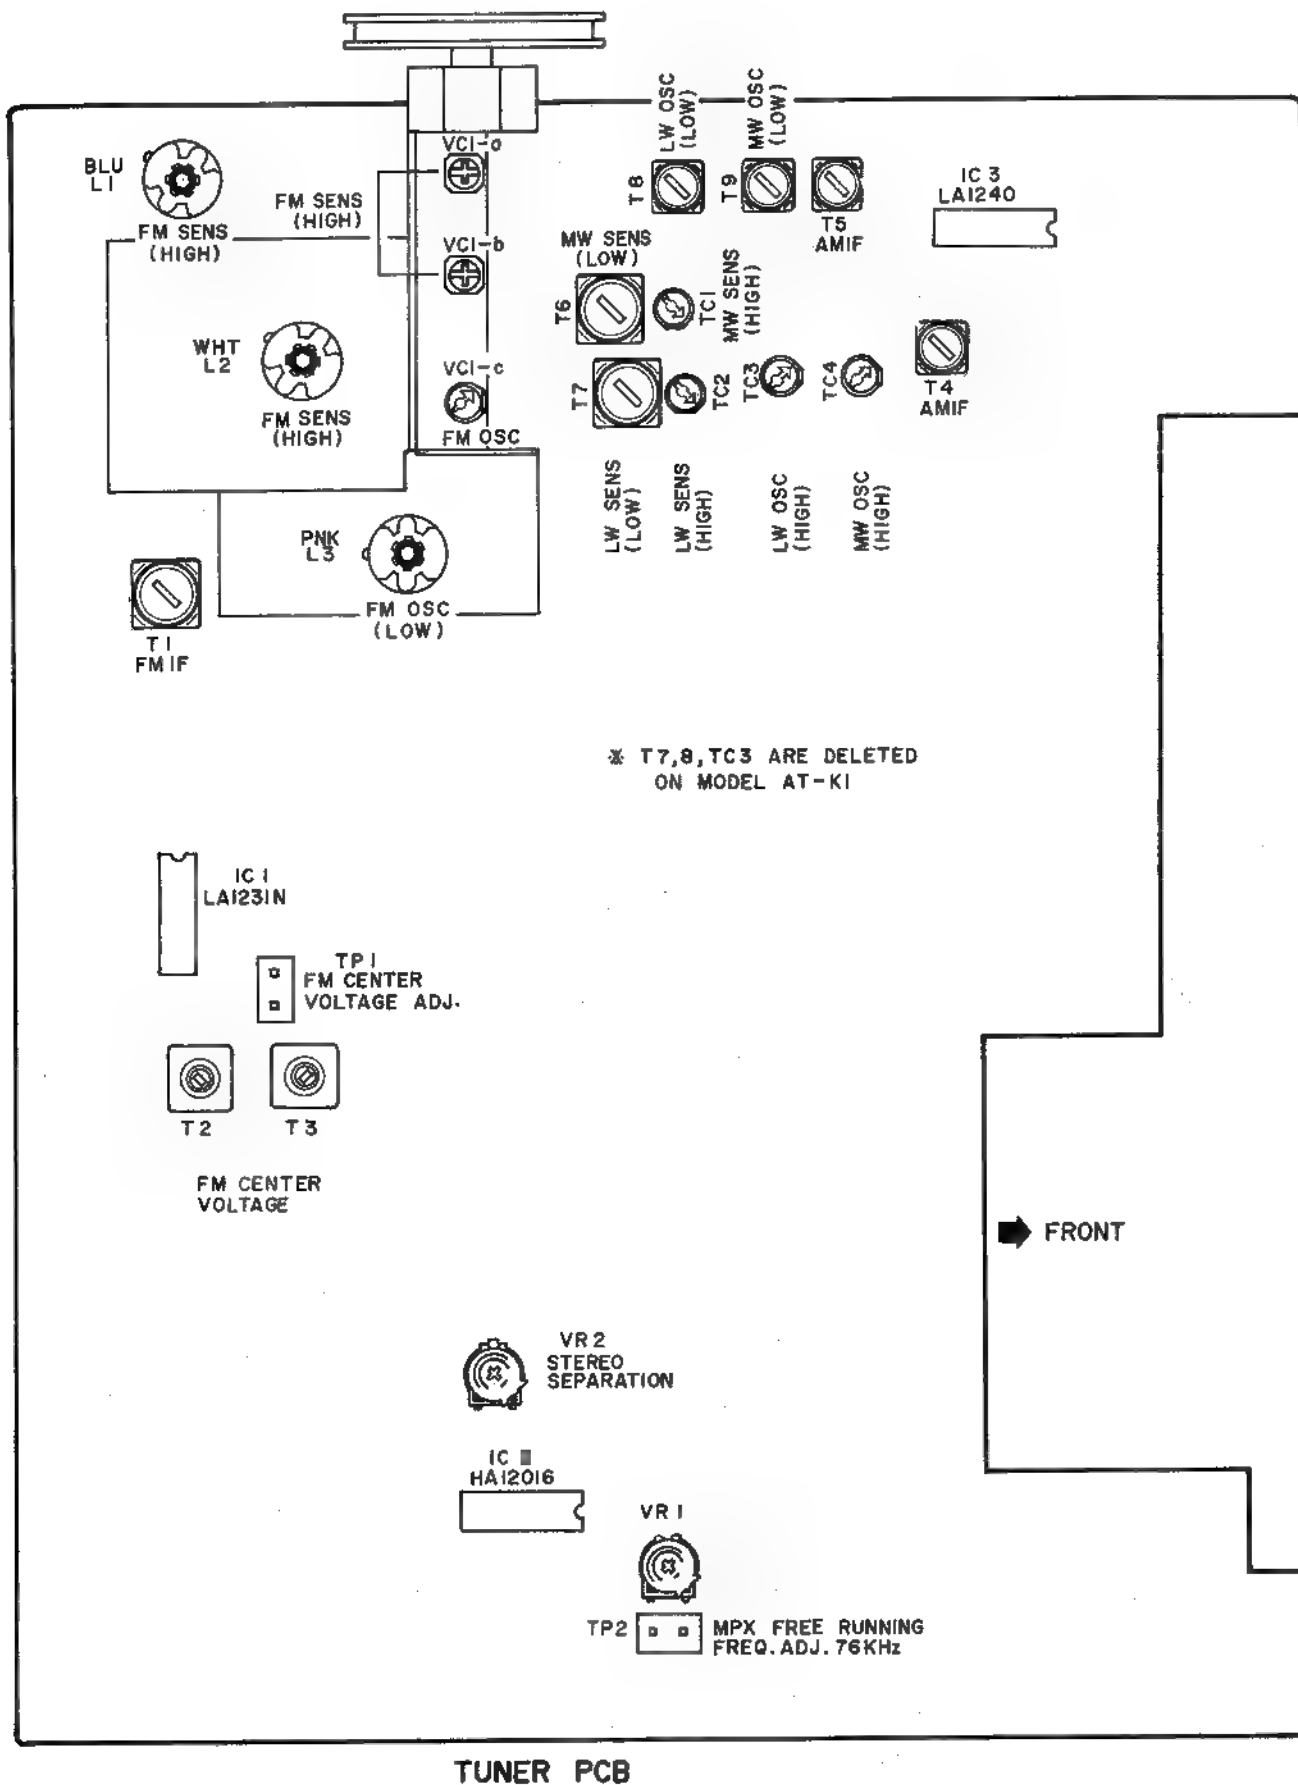 LW OSC
(LOW)
MW OSC
(LOW)
BLU
L1
FM SENS
(HIGH)
FM SENS
(HIGH)
VC1-a
VC1-b
T8
T9
T5
AMIF
IC 3
LA1240
MW SENS
(LOW)
T6
TC1
MW SENS
(HIGH)
WHT
L2
FM SENS
(HIGH)
VC1-c
FM OSC
T7
TC2
TC3
TC4
T4
AMIF
LW SENS
(LOW)
LW SENS
(HIGH)
LW OSC
(HIGH)
MW OSC
(HIGH)
PNK
L3
FM OSC
(LOW)
T1
FMIF
※ T7,8,TC3 ARE DELETED
ON MODEL AT-K1
IC 1
LA1231N
TP1
FM CENTER
VOLTAGE ADJ.
T2
T3
FM CENTER
VOLTAGE
FRONT
VR2
STEREO
SEPARATION
IC
HA12016
VR1
TP2
MPX FREE RUNNING
FREQ.ADJ.76KHz
TUNER PCB